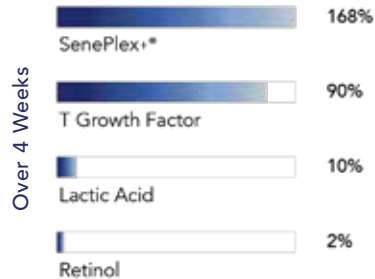 Over 4 Weeks
168%
SenePlex+®
90%
T Growth Factor
10%
Lactic Acid
2%
Retinol